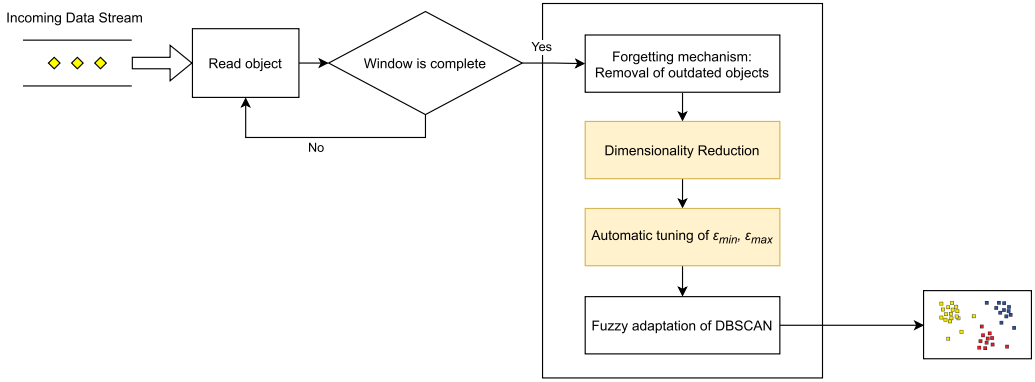 Incoming Data Stream
Read object
Window is complete
Yes
No
Forgetting mechanism:
Removal of outdated objects
Dimensionality Reduction
Automatic tuning of εmin, εmax
Fuzzy adaptation of DBSCAN